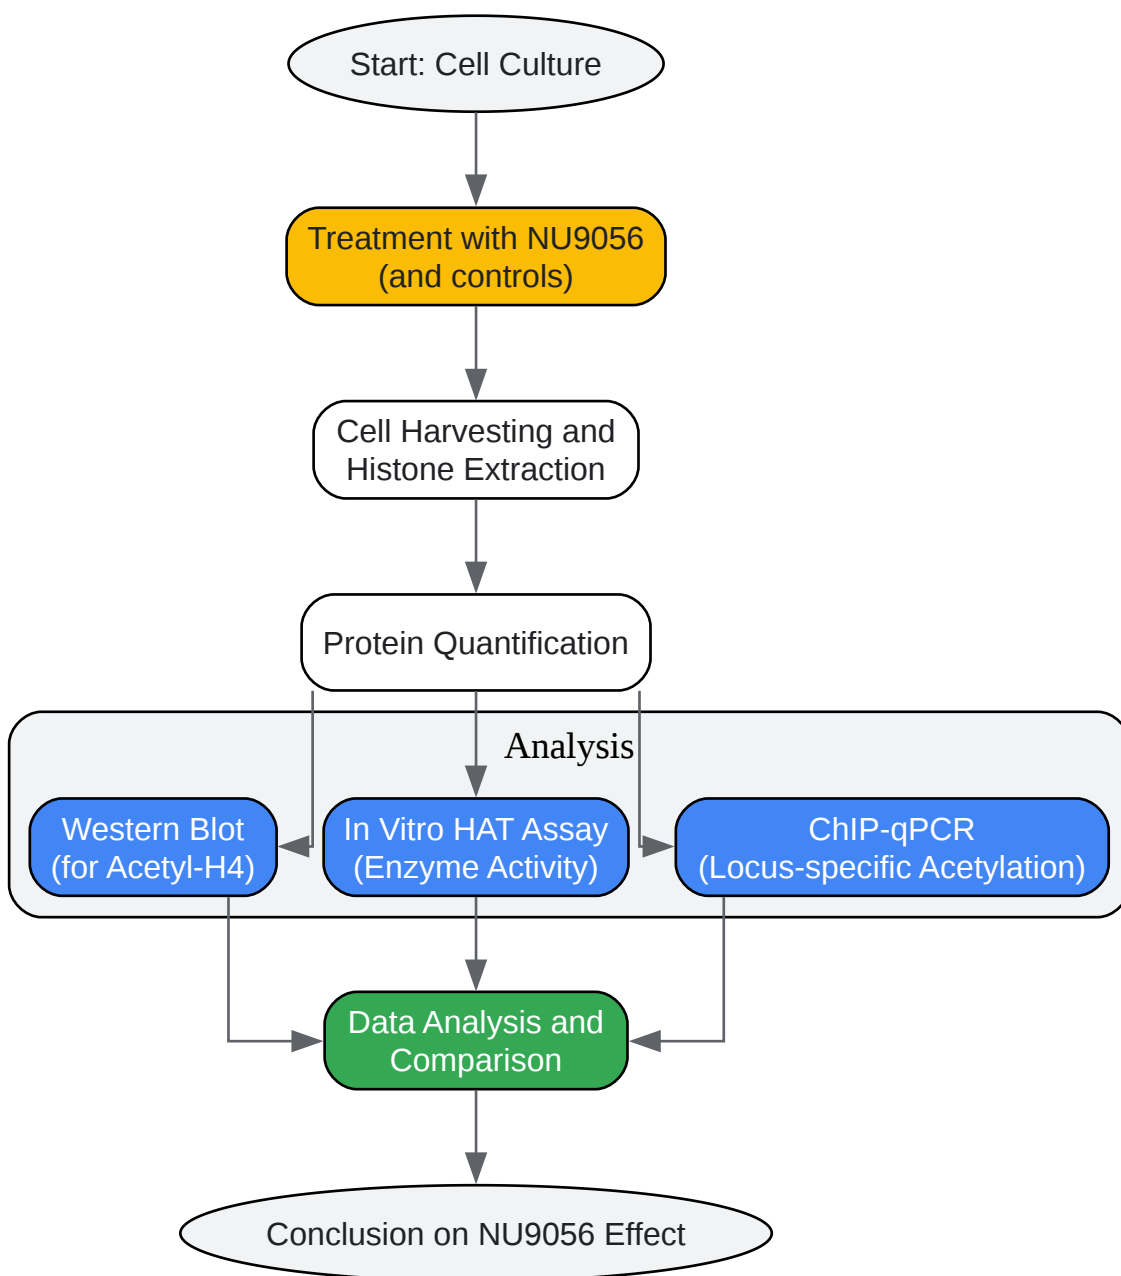 Start: Cell Culture
Treatment with NU9056
(and controls)
Cell Harvesting and
Histone Extraction
Protein Quantification
Analysis
Western Blot
(for Acetyl-H4)
In Vitro HAT Assay
(Enzyme Activity)
ChIP-qPCR
(Locus-specific Acetylation)
Data Analysis and
Comparison
Conclusion on NU9056 Effect